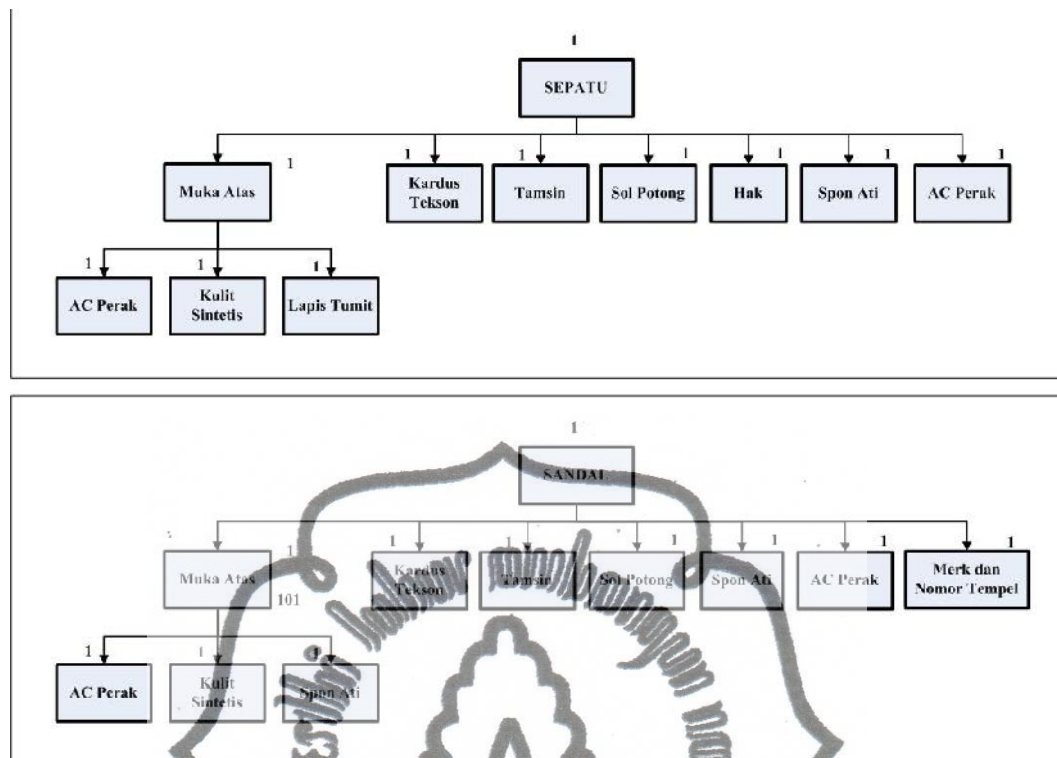 1
SEPATU
1
1
1
1
1
1
1
Muka Atas
Kardus
Tekson
Tamsin
Sol Potong
Hak
Spon Ati
AC Perak
1
1
1
AC Perak
Kulit
Sintetis
Lapis Tumit
1
SANDAL
1
1
1
1
1
1
1
Muka Atas
Kardus
Tekson
Tamsin
Sol Potong
Spon Ati
AC Perak
Merk dan
Nomor Tempel
101
1
1
1
AC Perak
Kulit
Sintetis
Spon Ati